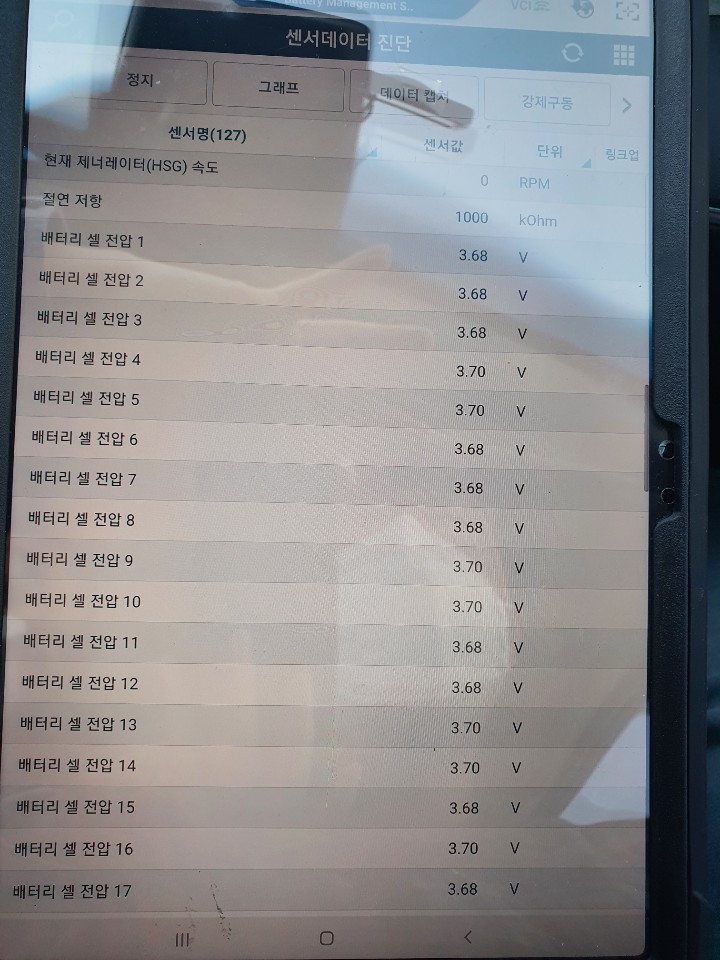 Battery Management S..
VCI
센서데이터 진단
정지 그래프 데이터 캡처 강제구동
센서명(127) 센서값 단위 링크업
현재 제너레이터(HSG) 속도 0 RPM
절연 저항 1000 kOhm
배터리 셀 전압 1 3.68 V
배터리 셀 전압 2 3.68 V
배터리 셀 전압 3 3.68 V
배터리 셀 전압 4 3.70 V
배터리 셀 전압 5 3.70 V
배터리 셀 전압 6 3.68 V
배터리 셀 전압 7 3.68 V
배터리 셀 전압 8 3.68 V
배터리 셀 전압 9 3.70 V
배터리 셀 전압 10 3.70 V
배터리 셀 전압 11 3.68 V
배터리 셀 전압 12 3.68 V
배터리 셀 전압 13 3.70 V
배터리 셀 전압 14 3.70 V
배터리 셀 전압 15 3.68 V
배터리 셀 전압 16 3.70 V
배터리 셀 전압 17 3.68 V